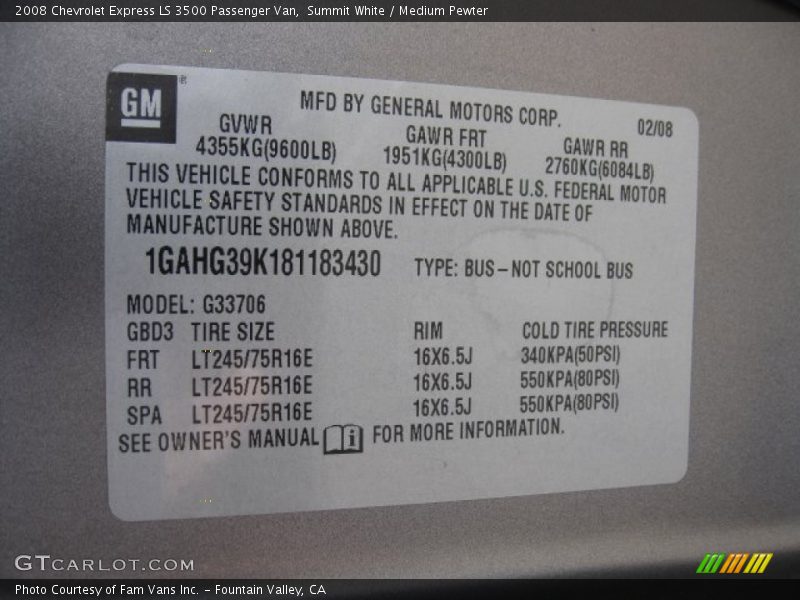 2008 Chevrolet Express LS 3500 Passenger Van,  Summit White / Medium Pewter
GM ®
MFD BY GENERAL MOTORS CORP.
02/08
GVWR GAWR FRT GAWR RR
4355KG(9600LB) 1951KG(4300LB) 2760KG(6084LB)
THIS VEHICLE CONFORMS TO ALL APPLICABLE U.S. FEDERAL MOTOR
VEHICLE SAFETY STANDARDS IN EFFECT ON THE DATE OF
MANUFACTURE SHOWN ABOVE.
1GAHG39K181183430 TYPE: BUS-NOT SCHOOL BUS
MODEL: G33706
GBD3 TIRE SIZE RIM COLD TIRE PRESSURE
FRT LT245/75R16E 16X6.5J 340KPA(50PSI)
RR LT245/75R16E 16X6.5J 550KPA(80PSI)
SPA LT245/75R16E 16X6.5J 550KPA(80PSI)
SEE OWNER'S MANUAL i FOR MORE INFORMATION.
GTCARLOT.COM
Photo Courtesy of Fam Vans Inc. - Fountain Valley, CA